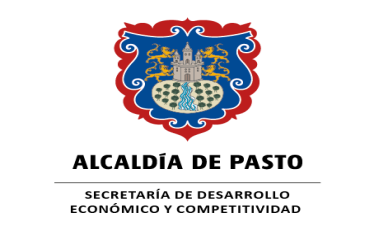 ALCALDÍA DE PASTO
SECRETARÍA DE DESARROLLO
ECONÓMICO Y COMPETITIVIDAD